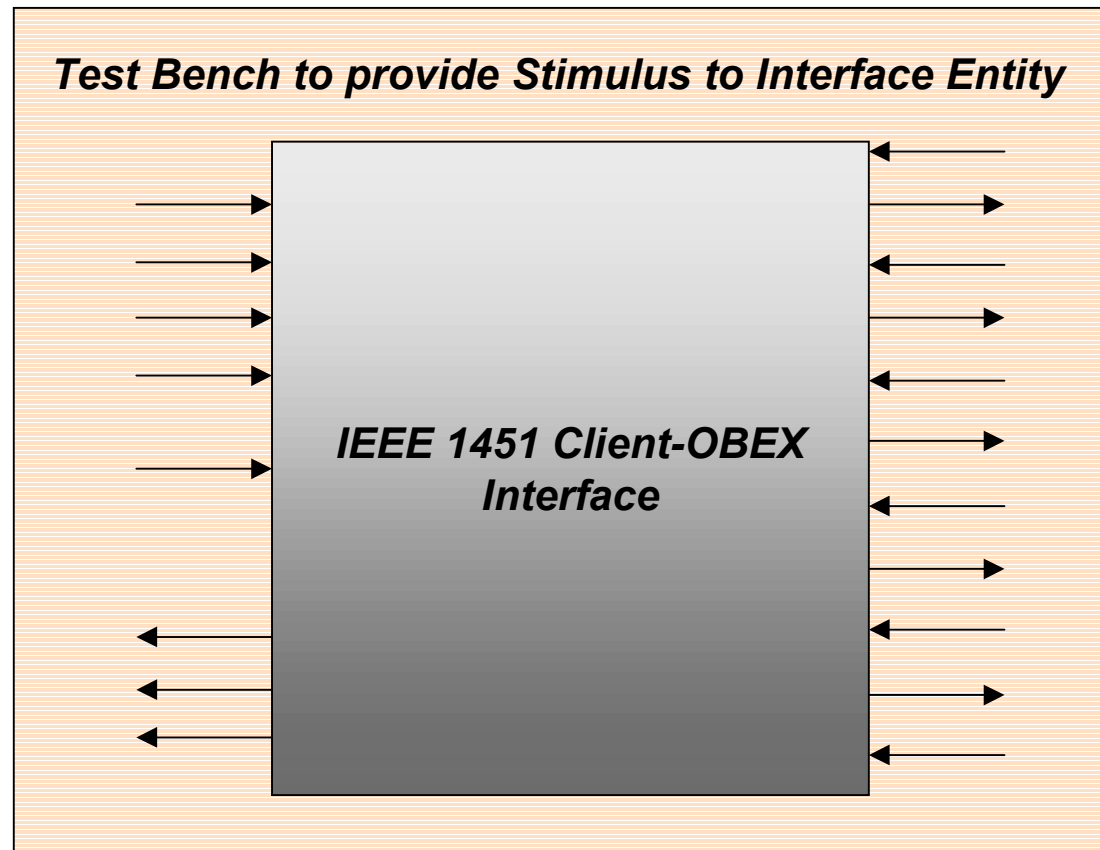 Test Bench to provide Stimulus to Interface Entity
IEEE 1451 Client-OBEX
Interface